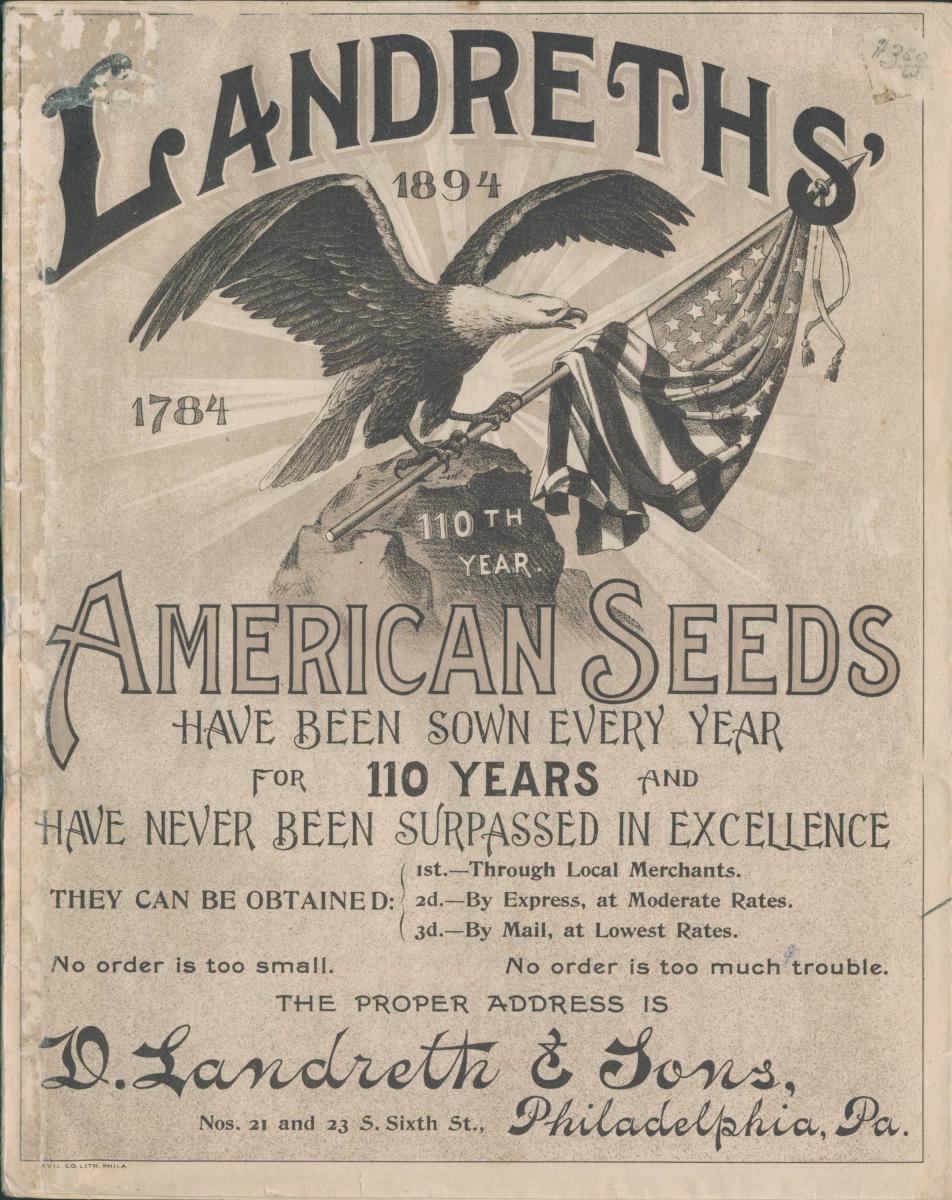 LANDRETHS'
1894
1784
110TH
YEAR.
AMERICAN SEEDS
HAVE BEEN SOWN EVERY YEAR
FOR 110 YEARS AND
HAVE NEVER BEEN SURPASSED IN EXCELLENCE
THEY CAN BE OBTAINED:
1st.—Through Local Merchants.
2d.—By Express, at Moderate Rates.
3d.—By Mail, at Lowest Rates.
No order is too small. No order is too much trouble.
THE PROPER ADDRESS IS
D. Landreth & Sons,
Nos. 21 and 23 S. Sixth St., Philadelphia, Pa.
CO. LITH. PHILA.